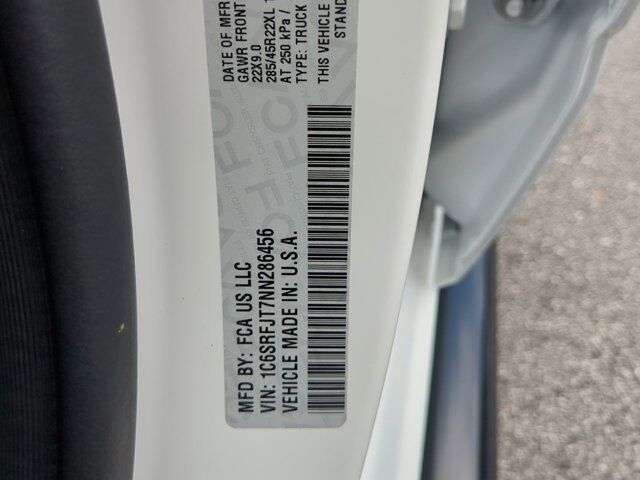 MFD BY: FCA US LLC
DATE OF MFR
GAWR FRONT
22X9.0
285/45R22XL
AT 250 kPa /
TYPE: TRUCK
VIN: 1C6SRFJT7NN286456
THIS VEHICLE
STAND
VEHICLE MADE IN: U.S.A.